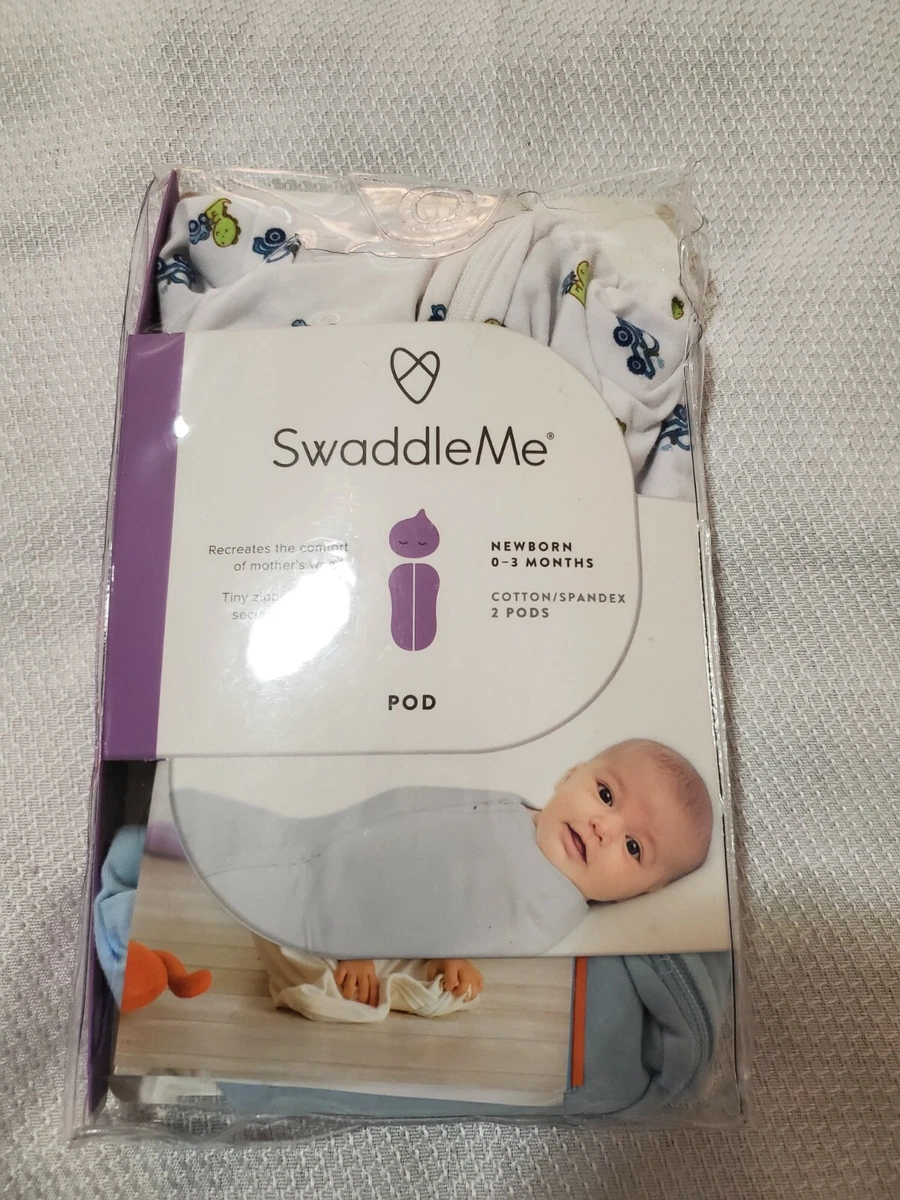 SwaddleMe®
Recreates the comfort
of mother's
Tiny
NEWBORN
0-3 MONTHS
COTTON/SPANDEX
2 PODS
POD